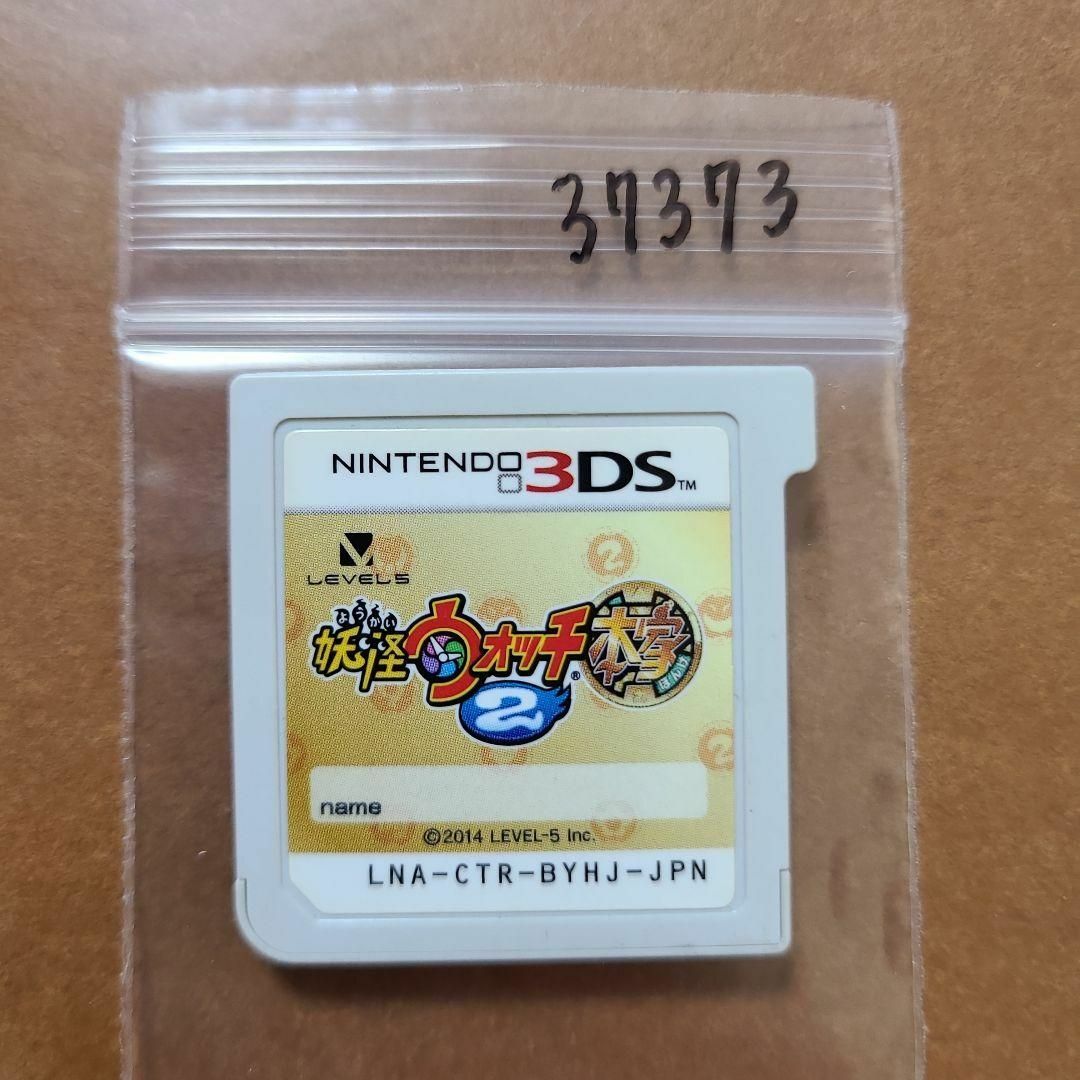 37373
NINTENDO 3DS™
LEVEL5
ようかい
妖怪ウォッチ®
2
本家
ほんけ
name
©2014 LEVEL-5 Inc.
LNA-CTR-BYHJ-JPN